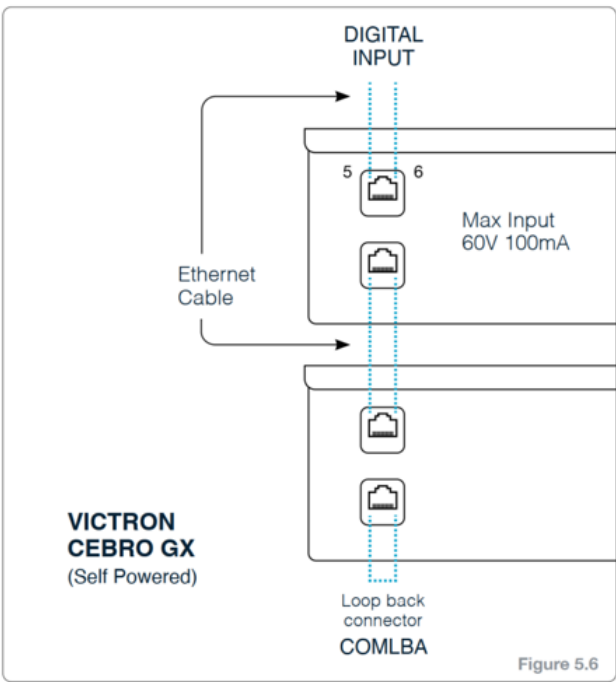 DIGITAL
INPUT
5
6
Max Input
60V 100mA
Ethernet
Cable
VICTRON
CEBRO GX
(Self Powered)
Loop back
connector
COMLBA
Figure 5.6